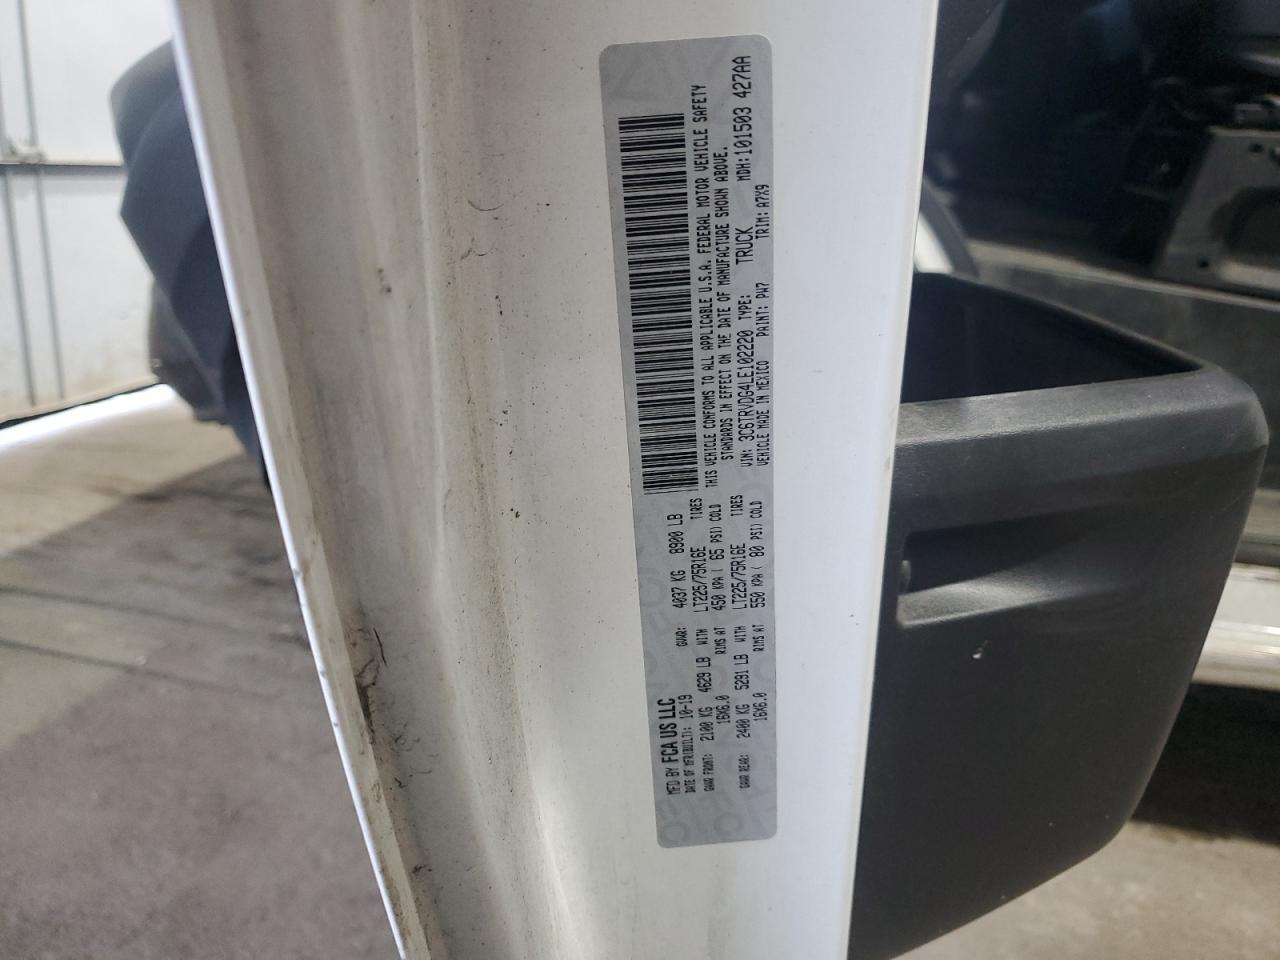 MFD BY FCA US LLC
DATE OF MFR(BUILT): 10-19 GVWR: 4037 KG 8900 LB
GAWR FRONT: 2100 KG 4629 LB WITH LT225/75R16E TIRES
16X6.0 RIMS AT 450 KPA ( 65 PSI) COLD
GAWR REAR: 2400 KG 5291 LB WITH LT225/75R16E TIRES
16X6.0 RIMS AT 550 KPA ( 80 PSI) COLD
THIS VEHICLE CONFORMS TO ALL APPLICABLE U.S.A. FEDERAL MOTOR VEHICLE SAFETY
STANDARDS IN EFFECT ON THE DATE OF MANUFACTURE SHOWN ABOVE.
VIN: 3C6TRVDG4LE102220 TYPE: TRUCK MDH:101503 427AA
VEHICLE MADE IN MEXICO PAINT: PW7 TRIM: A7X9